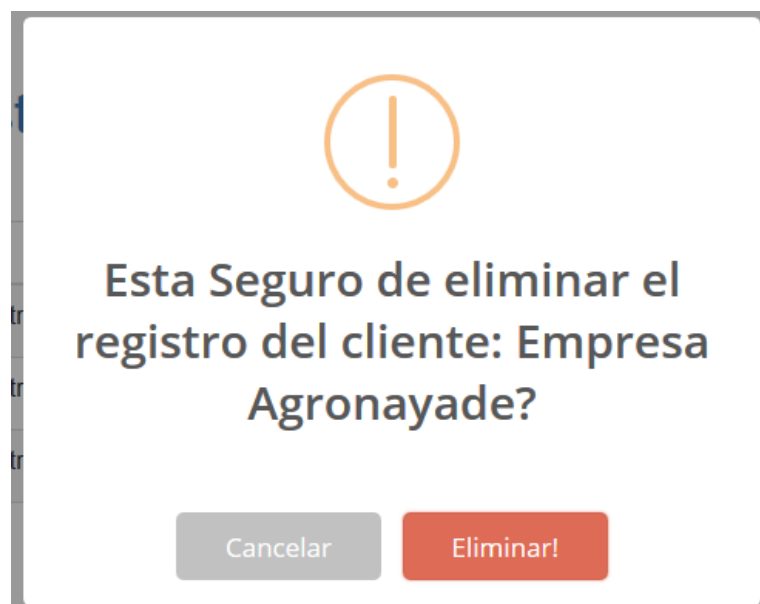 Esta Seguro de eliminar el
registro del cliente: Empresa
Agronayade?
Cancelar
Eliminar!